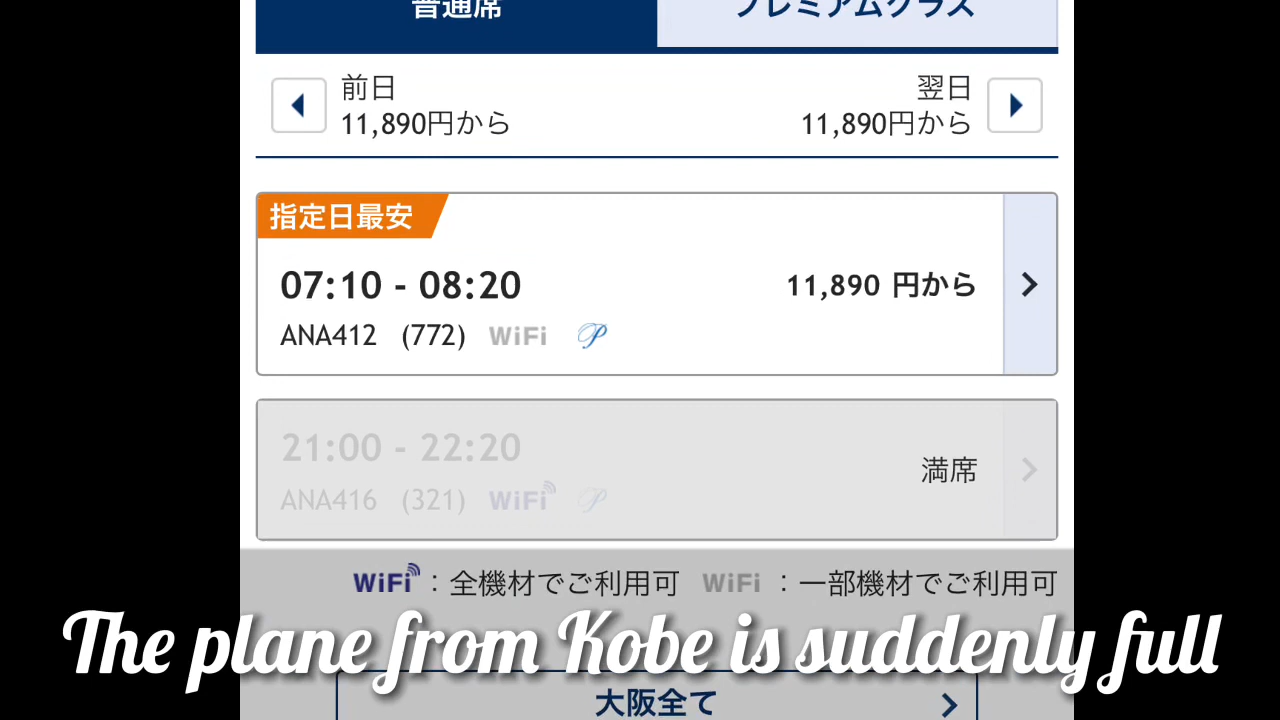 普通席
プレミアムクラス
前日
11,890円から
翌日
11,890円から
指定日最安
07:10 - 08:20
11,890 円から
ANA412 (772) WiFi P
21:00 - 22:20
満席
ANA416 (321) WiFi P
WiFi : 全機材でご利用可 WiFi : 一部機材でご利用可
The plane from Kobe is suddenly full
大阪全て